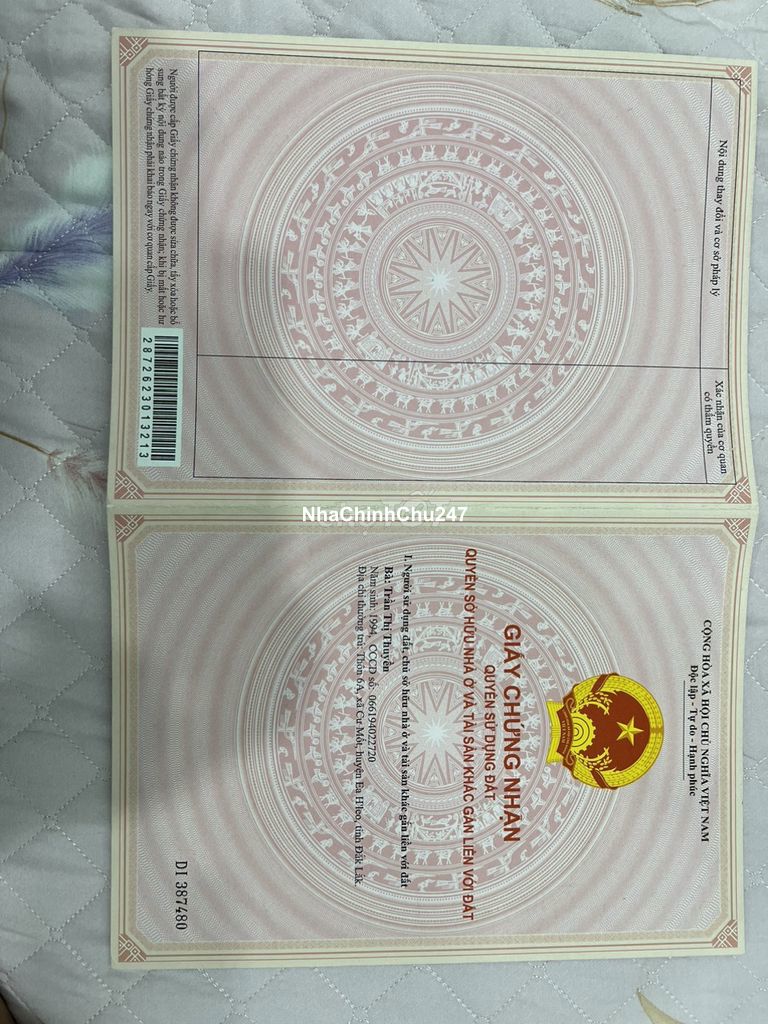 CỘNG HÒA XÃ HỘI CHỦ NGHĨA VIỆT NAM
Độc lập - Tự do - Hạnh phúc
VIỆT NAM
GIẤY CHỨNG NHẬN
QUYỀN SỬ DỤNG ĐẤT
QUYỀN SỞ HỮU NHÀ Ở VÀ TÀI SẢN KHÁC GẮN LIỀN VỚI ĐẤT
I. Người sử dụng đất, chủ sở hữu nhà ở và tài sản khác gắn liền với đất
Bà: Trần Thị Thuyền
Năm sinh: 1994, CCCD số: 066194022720
Địa chỉ thường trú: Thôn 6A, xã Cư Mốt, huyện Ea H'leo, tỉnh Đắk Lắk.
DI 387480
Nội dung thay đổi và cơ sở pháp lý
Xác nhận của cơ quan
có thẩm quyền
Người được cấp Giấy chứng nhận không được sửa chữa, tẩy xóa hoặc bổ
sung bất kỳ nội dung nào trong Giấy chứng nhận; khi bị mất hoặc hư
hỏng Giấy chứng nhận phải khai báo ngay với cơ quan cấp Giấy.
2872623013213
NhaChinhChu247